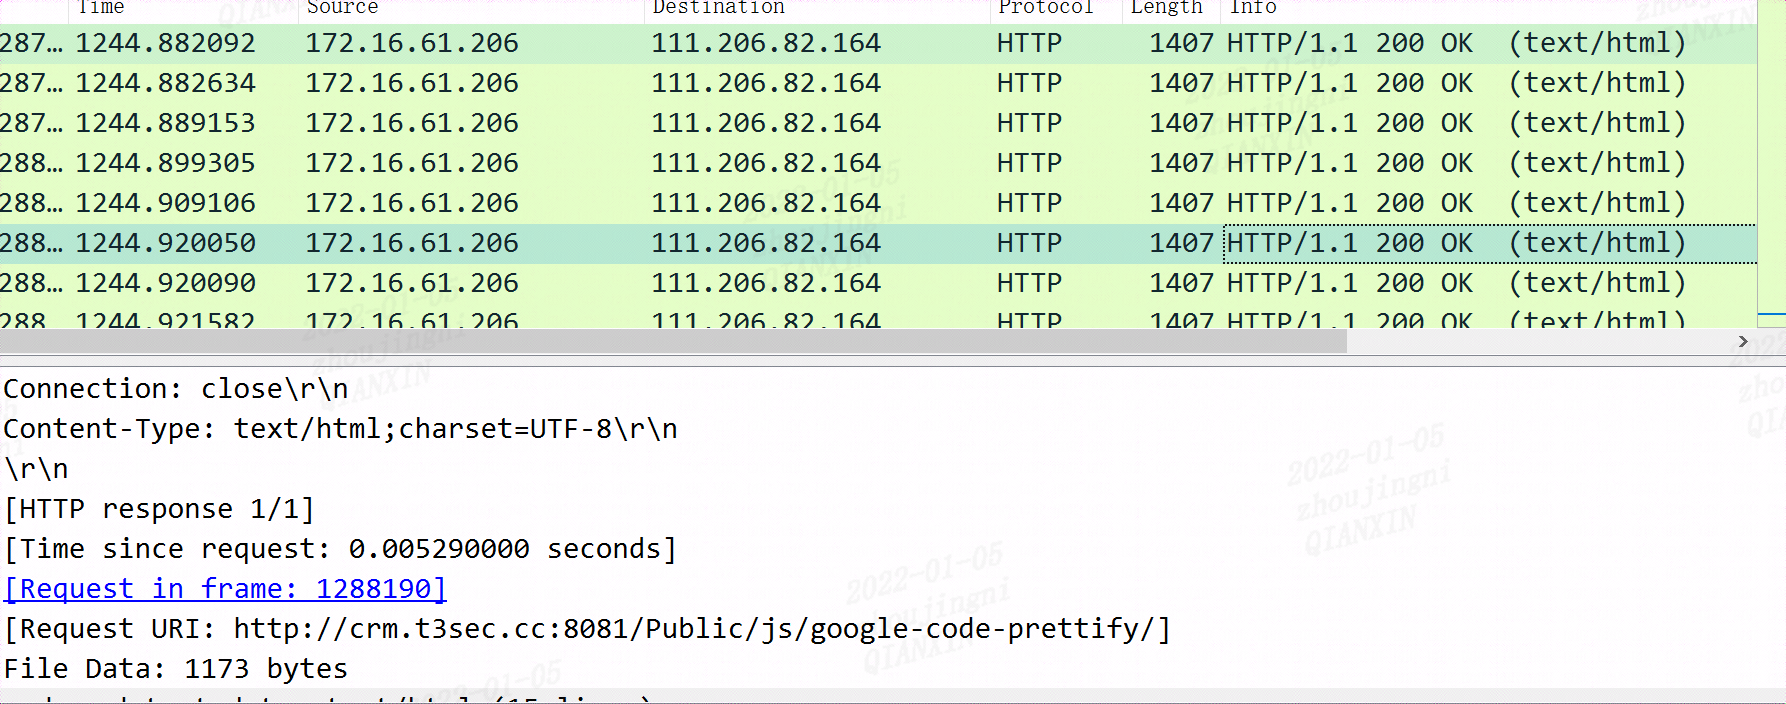 Time Source Destination Protocol Length Info
287… 1244.882092 172.16.61.206 111.206.82.164 HTTP 1407 HTTP/1.1 200 OK (text/html)
287… 1244.882634 172.16.61.206 111.206.82.164 HTTP 1407 HTTP/1.1 200 OK (text/html)
287… 1244.889153 172.16.61.206 111.206.82.164 HTTP 1407 HTTP/1.1 200 OK (text/html)
288… 1244.899305 172.16.61.206 111.206.82.164 HTTP 1407 HTTP/1.1 200 OK (text/html)
288… 1244.909106 172.16.61.206 111.206.82.164 HTTP 1407 HTTP/1.1 200 OK (text/html)
288… 1244.920050 172.16.61.206 111.206.82.164 HTTP 1407 HTTP/1.1 200 OK (text/html)
288… 1244.920090 172.16.61.206 111.206.82.164 HTTP 1407 HTTP/1.1 200 OK (text/html)
288 1244.921582 172.16.61.206 111.206.82.164 HTTP 1407 HTTP/1.1 200 OK (text/html)
Connection: close\r\n
Content-Type: text/html;charset=UTF-8\r\n
\r\n
[HTTP response 1/1]
[Time since request: 0.005290000 seconds]
[Request in frame: 1288190]
[Request URI: http://crm.t3sec.cc:8081/Public/js/google-code-prettify/]
File Data: 1173 bytes
2022-01-05
zhoujingni
QIANXIN